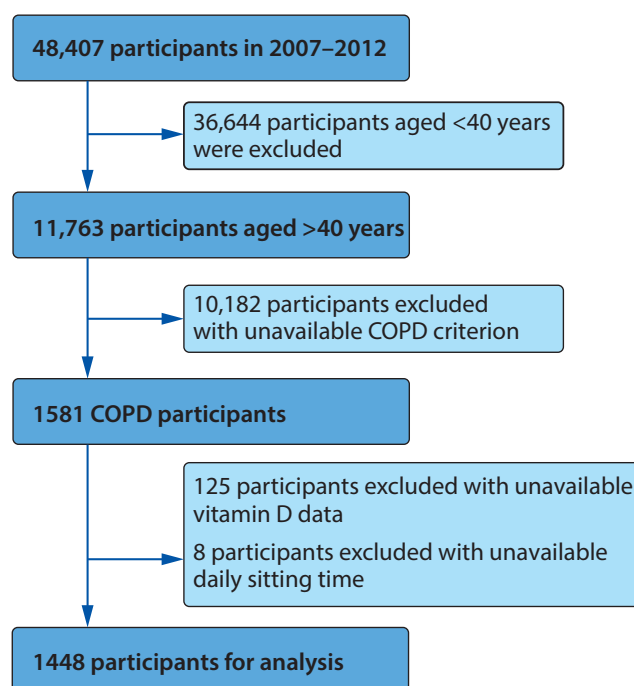 48,407 participants in 2007–2012
36,644 participants aged <40 years
were excluded
11,763 participants aged >40 years
10,182 participants excluded
with unavailable COPD criterion
1581 COPD participants
125 participants excluded with unavailable
vitamin D data
8 participants excluded with unavailable
daily sitting time
1448 participants for analysis